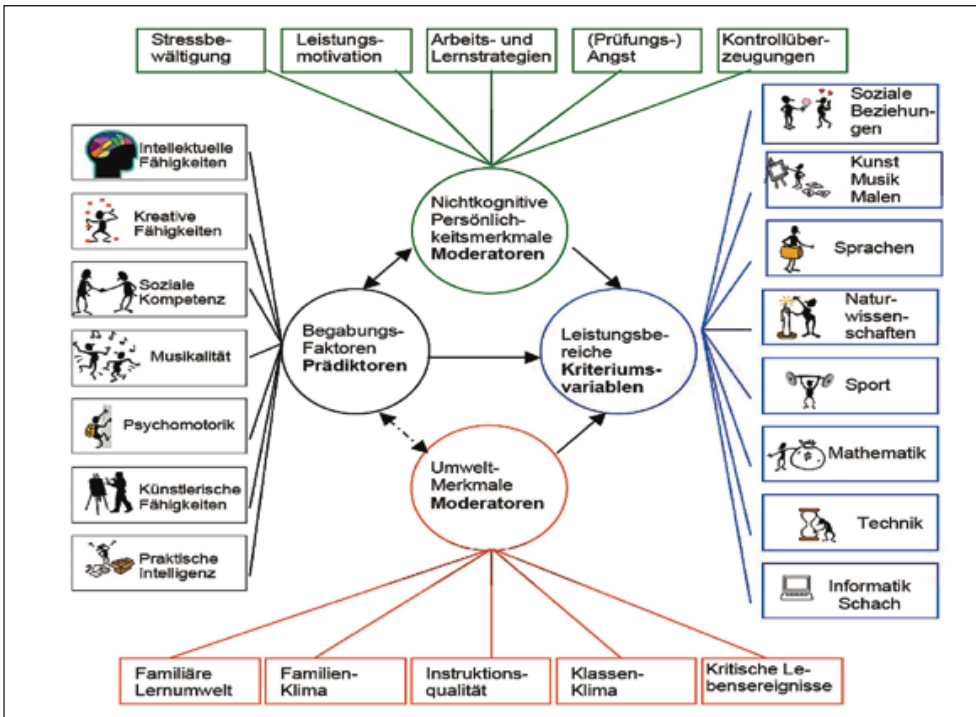 Stressbe-
wältigung
Leistungs-
motivation
Arbeits- und
Lernstrategien
(Prüfungs-)
Angst
Kontrollüber-
zeugungen
Intellektuelle
Fähigkeiten
Kreative
Fähigkeiten
Soziale
Kompetenz
Musikalität
Psychomotorik
Künstlerische
Fähigkeiten
Praktische
Intelligenz
Nichtkognitive
Persönlich-
keitsmerkmale
Moderatoren
Begabungs-
Faktoren
Prädiktoren
Leistungsbe-
reiche
Kriteriums-
variablen
Umwelt-
Merkmale
Moderatoren
Soziale
Beziehun-
gen
Kunst
Musik
Malen
Sprachen
Natur-
wissen-
schaften
Sport
Mathematik
Technik
Informatik
Schach
Familiäre
Lernumwelt
Familien-
Klima
Instruktions-
qualität
Klassen-
Klima
Kritische Le-
bensereignisse